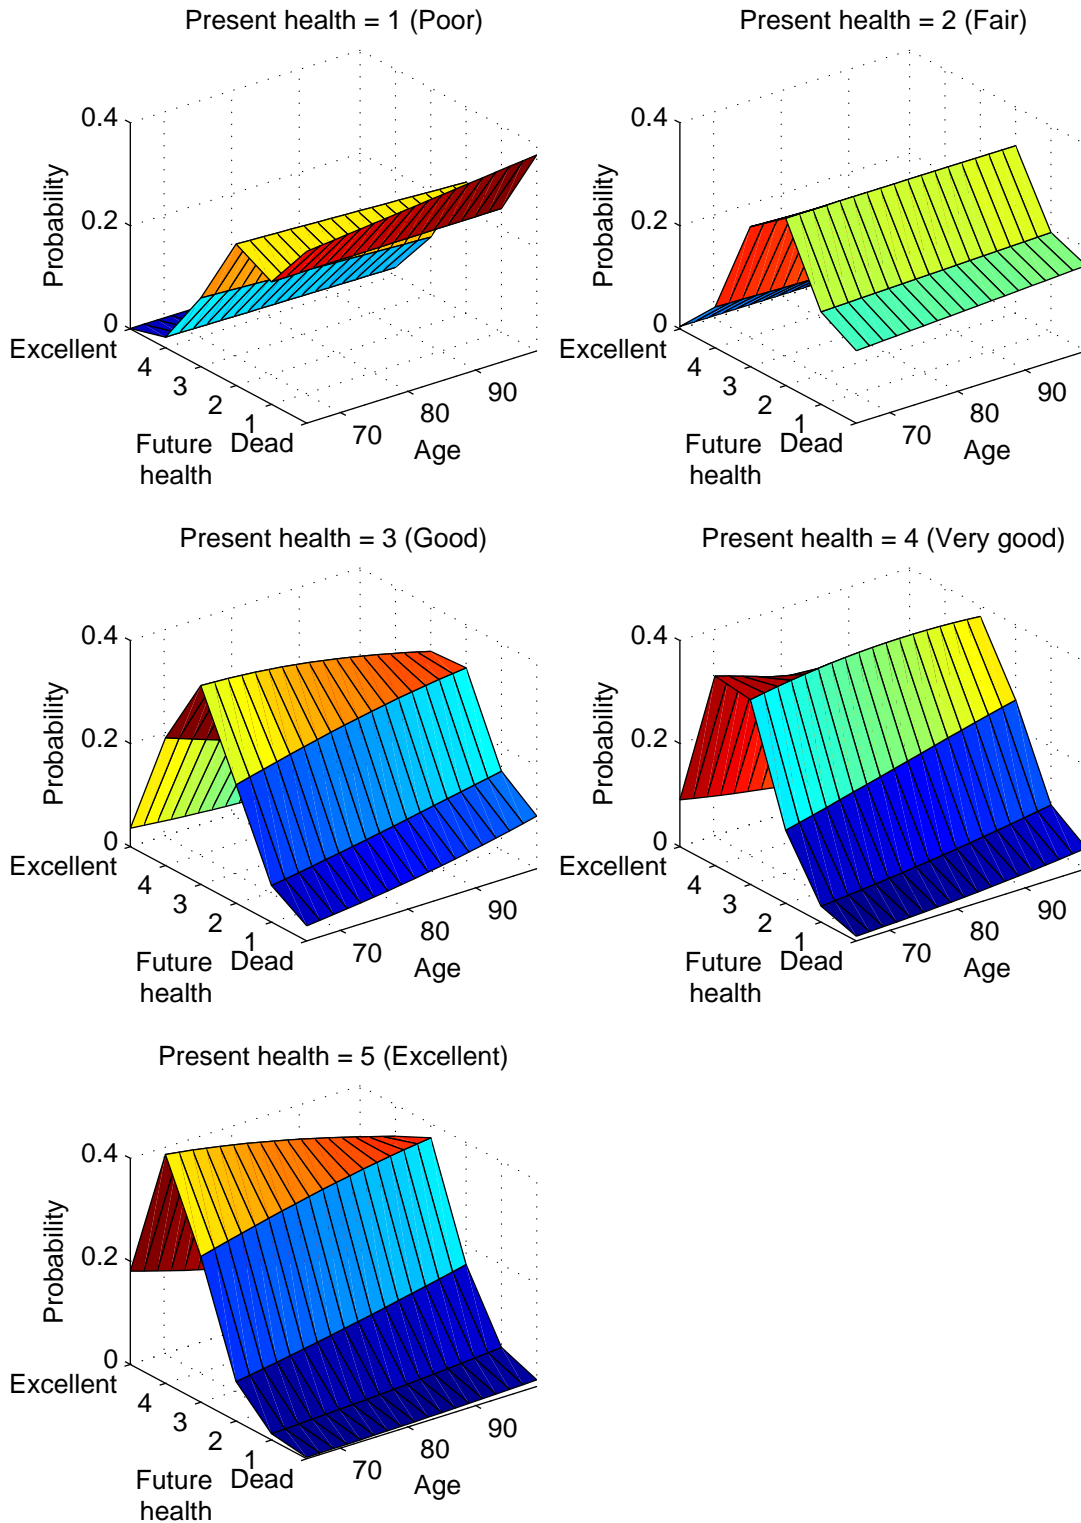 Present health = 1 (Poor)
0.4
0.2
0
Probability
Excellent
4
3
2
1
Dead
Future
health
70
80
90
Age
Present health = 2 (Fair)
0.4
0.2
0
Probability
Excellent
4
3
2
1
Dead
Future
health
70
80
90
Age
Present health = 3 (Good)
0.4
0.2
0
Probability
Excellent
4
3
2
1
Dead
Future
health
70
80
90
Age
Present health = 4 (Very good)
0.4
0.2
0
Probability
Excellent
4
3
2
1
Dead
Future
health
70
80
90
Age
Present health = 5 (Excellent)
0.4
0.2
0
Probability
Excellent
4
3
2
1
Dead
Future
health
70
80
90
Age